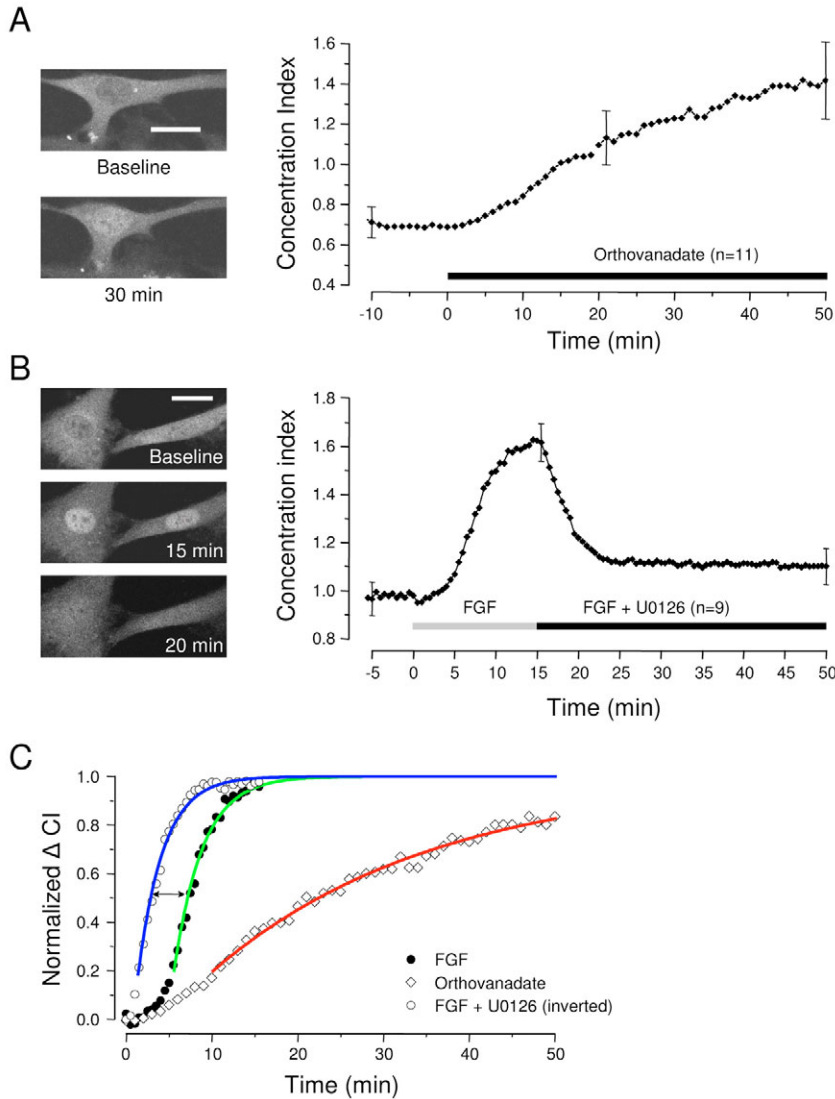 A
Baseline
30 min
Concentration Index
1.6
1.4
1.2
1.0
0.8
0.6
0.4
Orthovanadate (n=11)
-10 0 10 20 30 40 50
Time (min)
B
Baseline
15 min
20 min
Concentration index
1.8
1.6
1.4
1.2
1.0
0.8
FGF FGF + U0126 (n=9)
-5 0 5 10 15 20 25 30 35 40 45 50
Time (min)
C
Normalized Δ CI
1.0
0.8
0.6
0.4
0.2
0.0
FGF
Orthovanadate
FGF + U0126 (inverted)
0 10 20 30 40 50
Time (min)